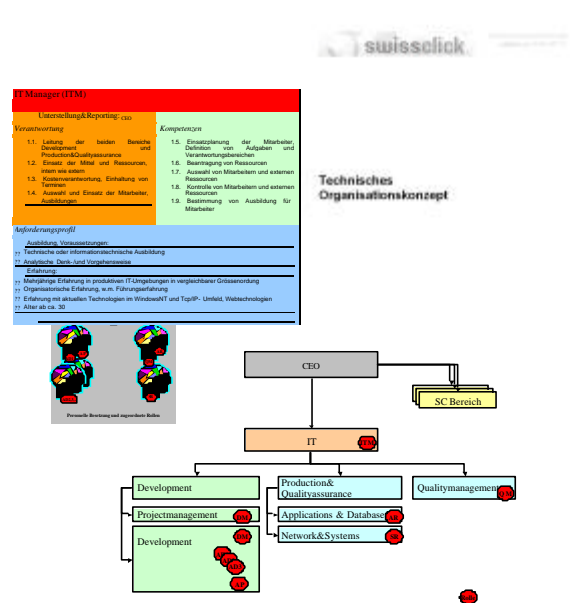 swissclick
IT Manager (ITM)
Unterstellung&Reporting: CEO
Verantwortung
1.1. Leitung der beiden Bereiche
Development und
Production&Qualityassurance
1.2. Einsatz der Mittel und Ressourcen,
intern wie extern
1.3. Kostenverantwortung, Einhaltung von
Terminen
1.4. Auswahl und Einsatz der Mitarbeiter,
Ausbildungen
Kompetenzen
1.5. Einsatzplanung der Mitarbeiter,
Definition von Aufgaben und
Verantwortungsbereichen
1.6. Beantragung von Ressourcen
1.7. Auswahl von Mitarbeitern und externen
Ressourcen
1.8. Kontrolle von Mitarbeitern und externen
Ressourcen
1.9. Bestimmung von Ausbildung für
Mitarbeiter
Technisches
Organisationskonzept
Anforderungsprofil
Ausbildung, Voraussetzungen:
?? Technische oder informationstechnische Ausbildung
?? Analytische Denk-/und Vorgehensweise
Erfahrung:
?? Mehrjährige Erfahrung in produktiven IT-Umgebungen in vergleichbarer Grössenordung
?? Organisatorische Erfahrung, w.m. Führungserfahrung
?? Erfahrung mit aktuellen Technologien im WindowsNT und Tcp/IP- Umfeld, Webtechnologien
?? Alter ab ca. 30
Personelle Besetzung und angeordnete Rollen
CEO
SC Bereich
IT
ITM
Development
Production&
Qualityassurance
Qualitymanagement
QM
Projectmanagement
DM
Applications & Database
AR
Development
DM
Network&Systems
SR
AP
Rolle